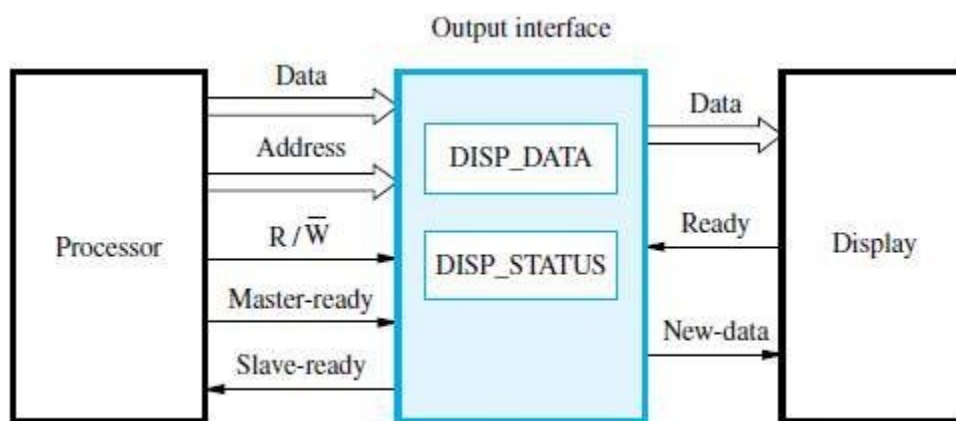 Output interface
Processor
Data
Address
R / W̅
Master-ready
Slave-ready
DISP_DATA
DISP_STATUS
Data
Ready
New-data
Display